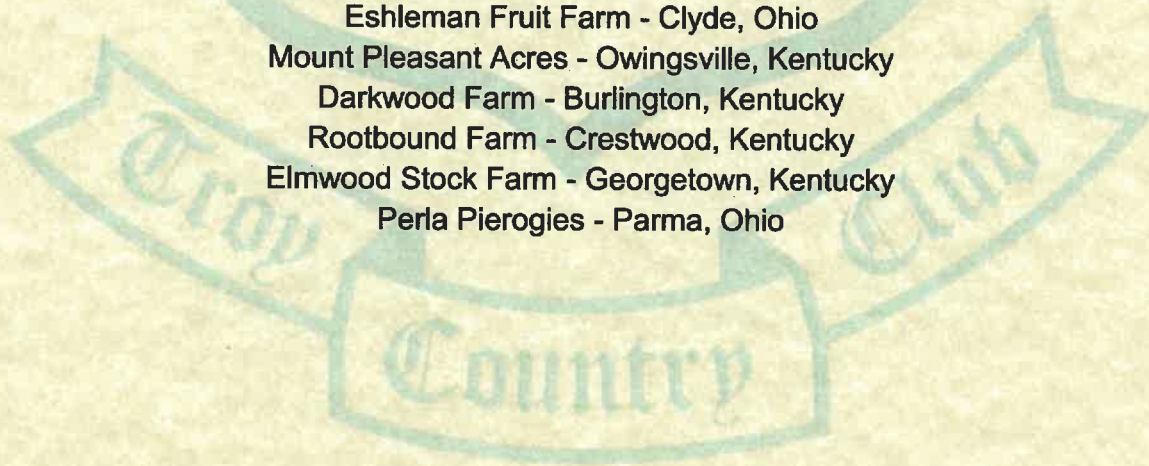 Eshleman Fruit Farm - Clyde, Ohio
Mount Pleasant Acres - Owingsville, Kentucky
Darkwood Farm - Burlington, Kentucky
Rootbound Farm - Crestwood, Kentucky
Elmwood Stock Farm - Georgetown, Kentucky
Perla Pierogies - Parma, Ohio
Troy
Country
Club